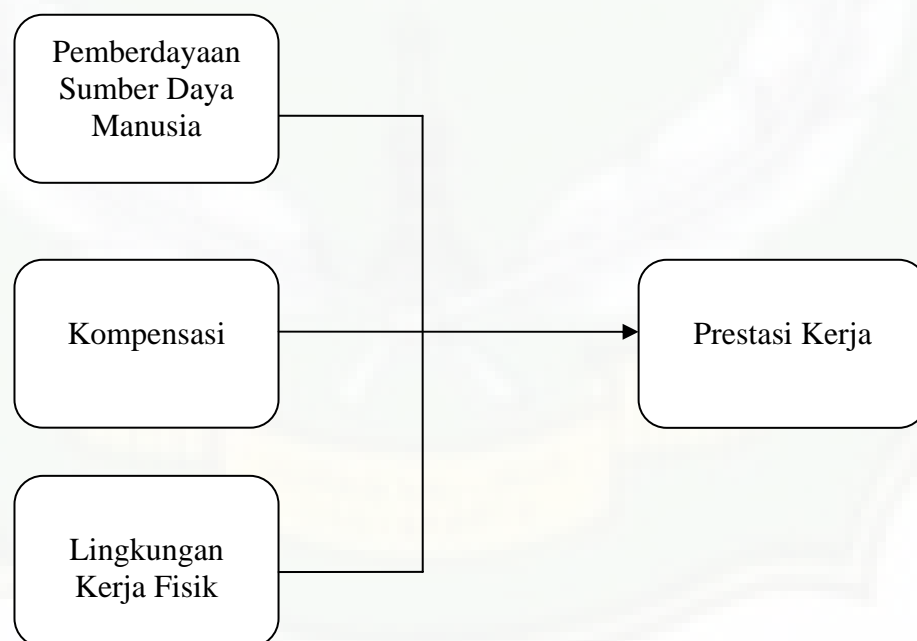 Pemberdayaan
Sumber Daya
Manusia
Kompensasi
Prestasi Kerja
Lingkungan
Kerja Fisik